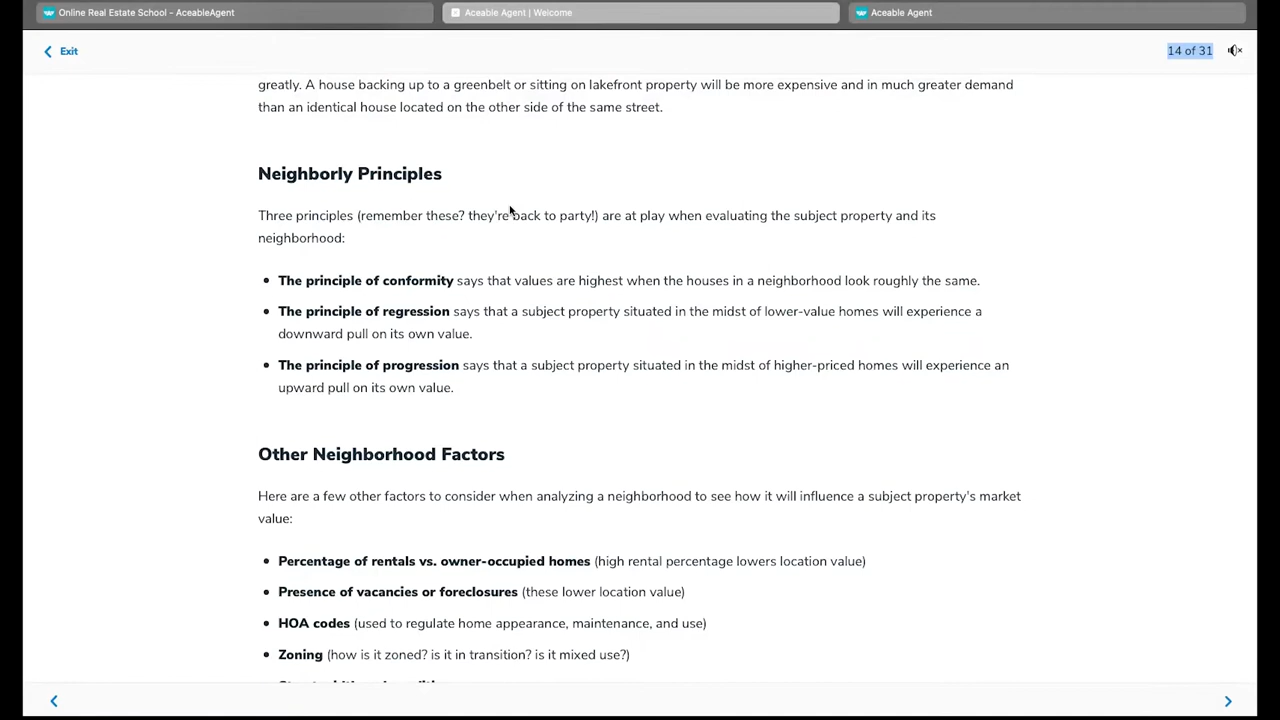 Online Real Estate School - AceableAgent
Aceable Agent | Welcome
Aceable Agent
Exit
14 of 31
greatly. A house backing up to a greenbelt or sitting on lakefront property will be more expensive and in much greater demand
than an identical house located on the other side of the same street.
Neighborly Principles
Three principles (remember these? they're back to party!) are at play when evaluating the subject property and its
neighborhood:
• The principle of conformity says that values are highest when the houses in a neighborhood look roughly the same.
• The principle of regression says that a subject property situated in the midst of lower-value homes will experience a
downward pull on its own value.
• The principle of progression says that a subject property situated in the midst of higher-priced homes will experience an
upward pull on its own value.
Other Neighborhood Factors
Here are a few other factors to consider when analyzing a neighborhood to see how it will influence a subject property's market
value:
• Percentage of rentals vs. owner-occupied homes (high rental percentage lowers location value)
• Presence of vacancies or foreclosures (these lower location value)
• HOA codes (used to regulate home appearance, maintenance, and use)
• Zoning (how is it zoned? is it in transition? is it mixed use?)